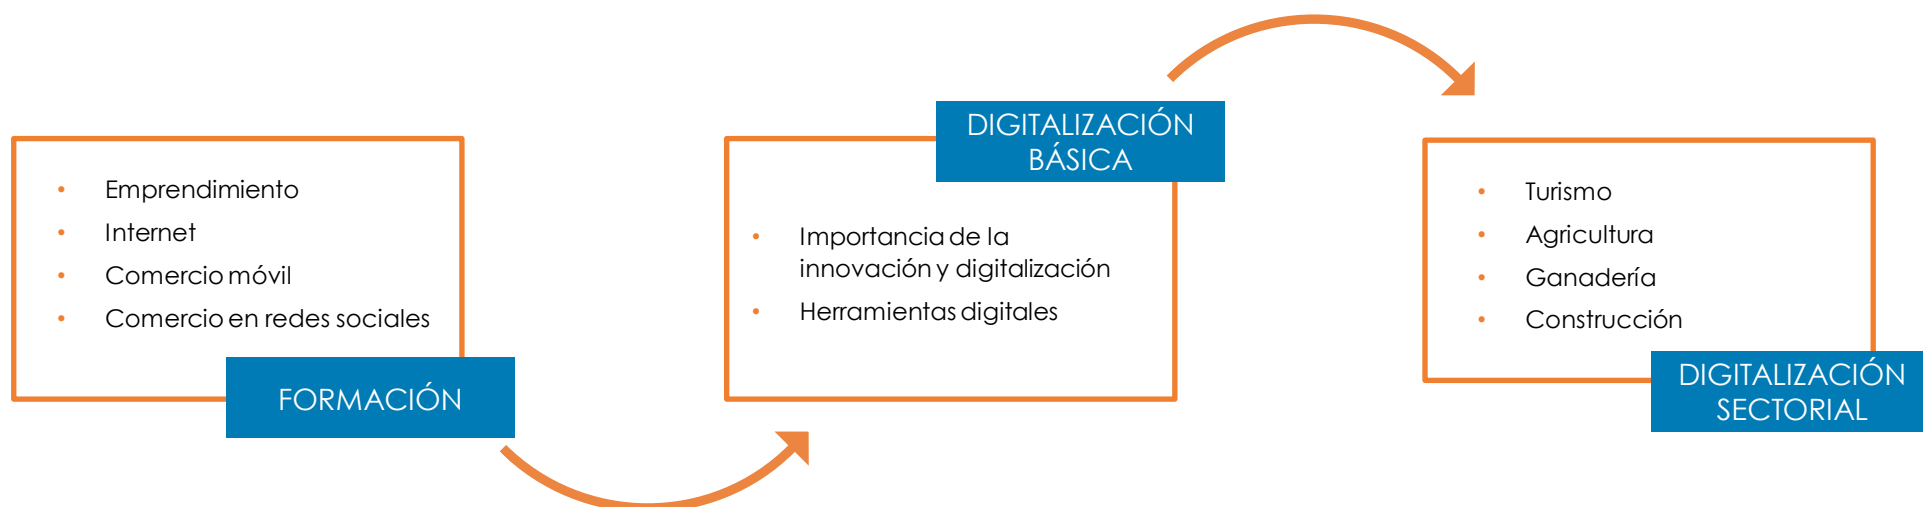 • Emprendimiento
• Internet
• Comercio móvil
• Comercio en redes sociales
FORMACIÓN
DIGITALIZACIÓN
BÁSICA
• Importancia de la
innovación y digitalización
• Herramientas digitales
• Turismo
• Agricultura
• Ganadería
• Construcción
DIGITALIZACIÓN
SECTORIAL